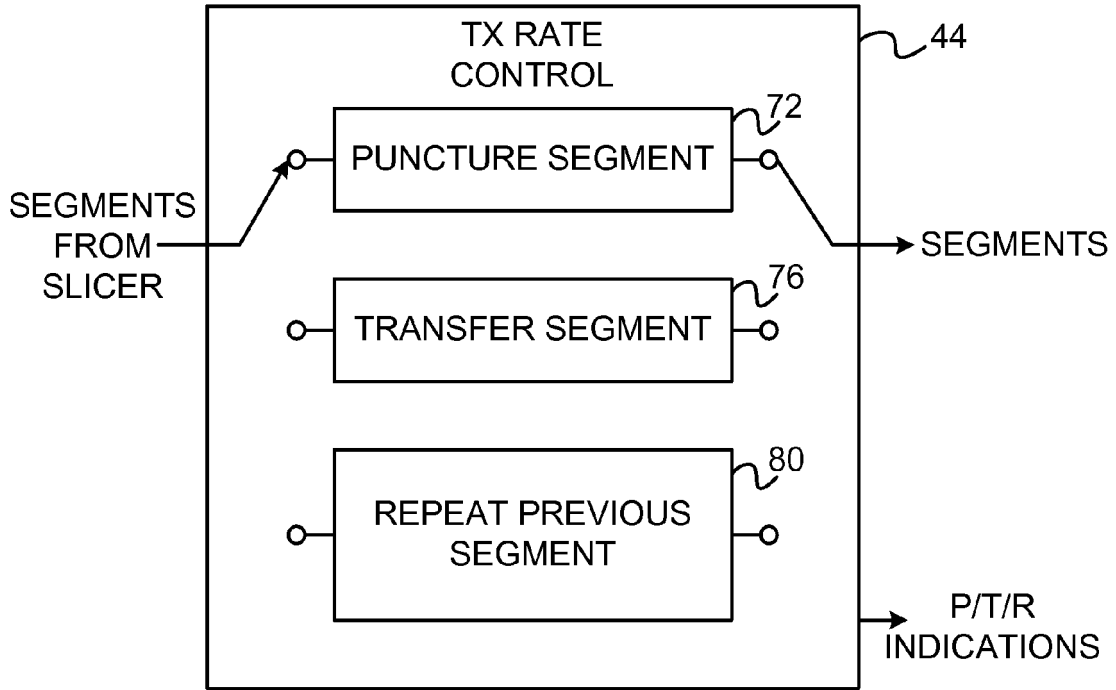 TX RATE
CONTROL
44
72
PUNCTURE SEGMENT
SEGMENTS
FROM
SLICER
SEGMENTS
76
TRANSFER SEGMENT
80
REPEAT PREVIOUS
SEGMENT
P/T/R
INDICATIONS